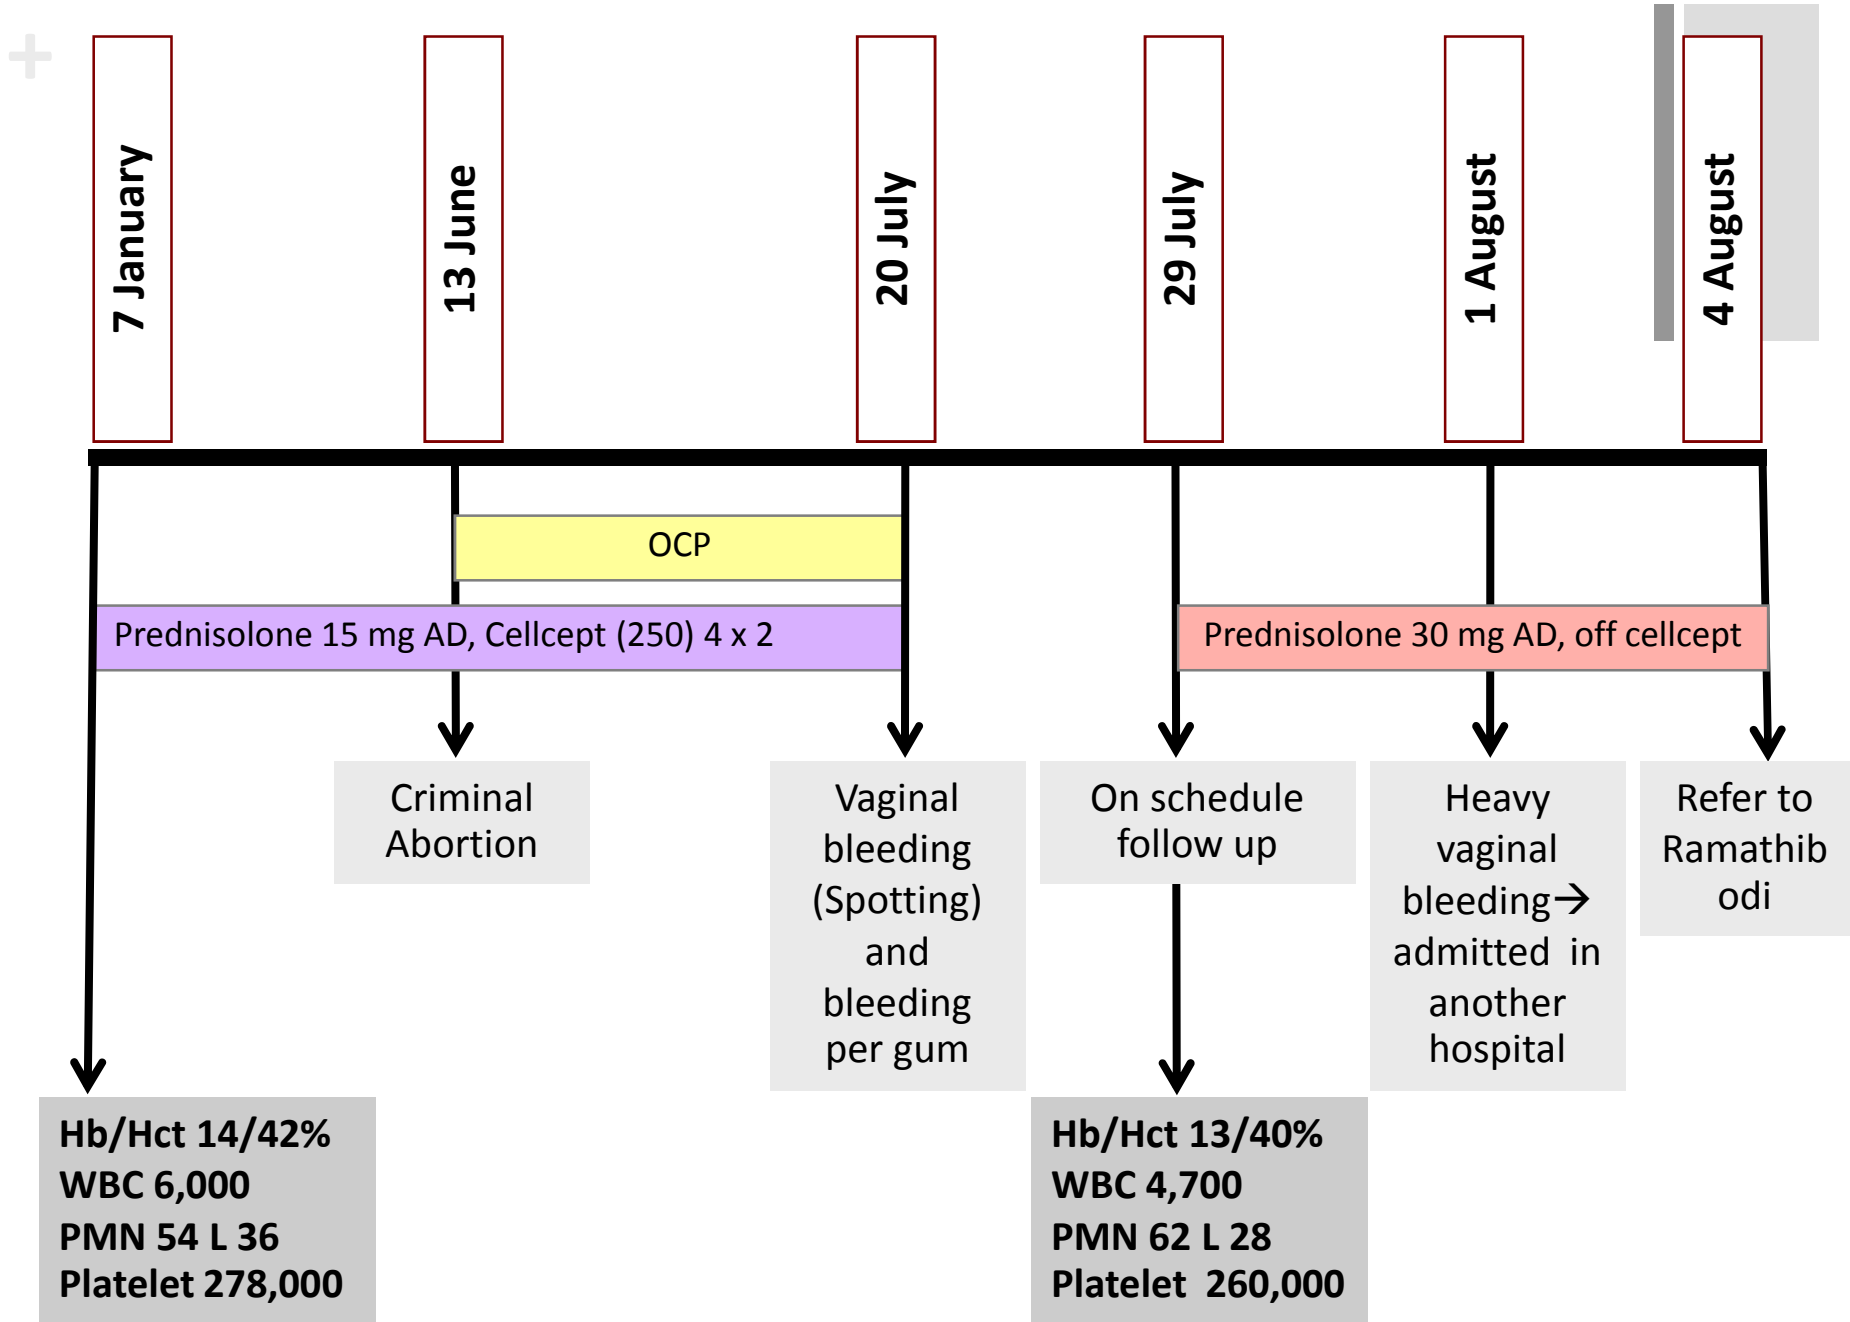 +
7 January
13 June
20 July
29 July
1 August
4 August
OCP
Prednisolone 15 mg AD, Cellcept (250) 4 x 2
Prednisolone 30 mg AD, off cellcept
Criminal
Abortion
Vaginal
bleeding
(Spotting)
and
bleeding
per gum
On schedule
follow up
Heavy
vaginal
bleeding→
admitted in
another
hospital
Refer to
Ramathib
odi
Hb/Hct 14/42%
WBC 6,000
PMN 54 L 36
Platelet 278,000
Hb/Hct 13/40%
WBC 4,700
PMN 62 L 28
Platelet 260,000